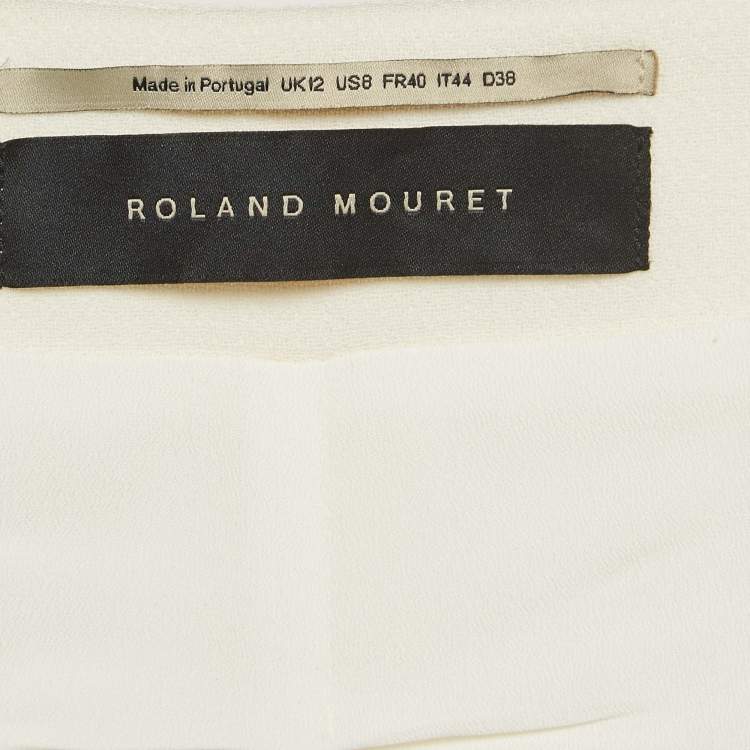 Made in Portugal UK12 US8 FR40 IT44 D38
ROLAND MOURET